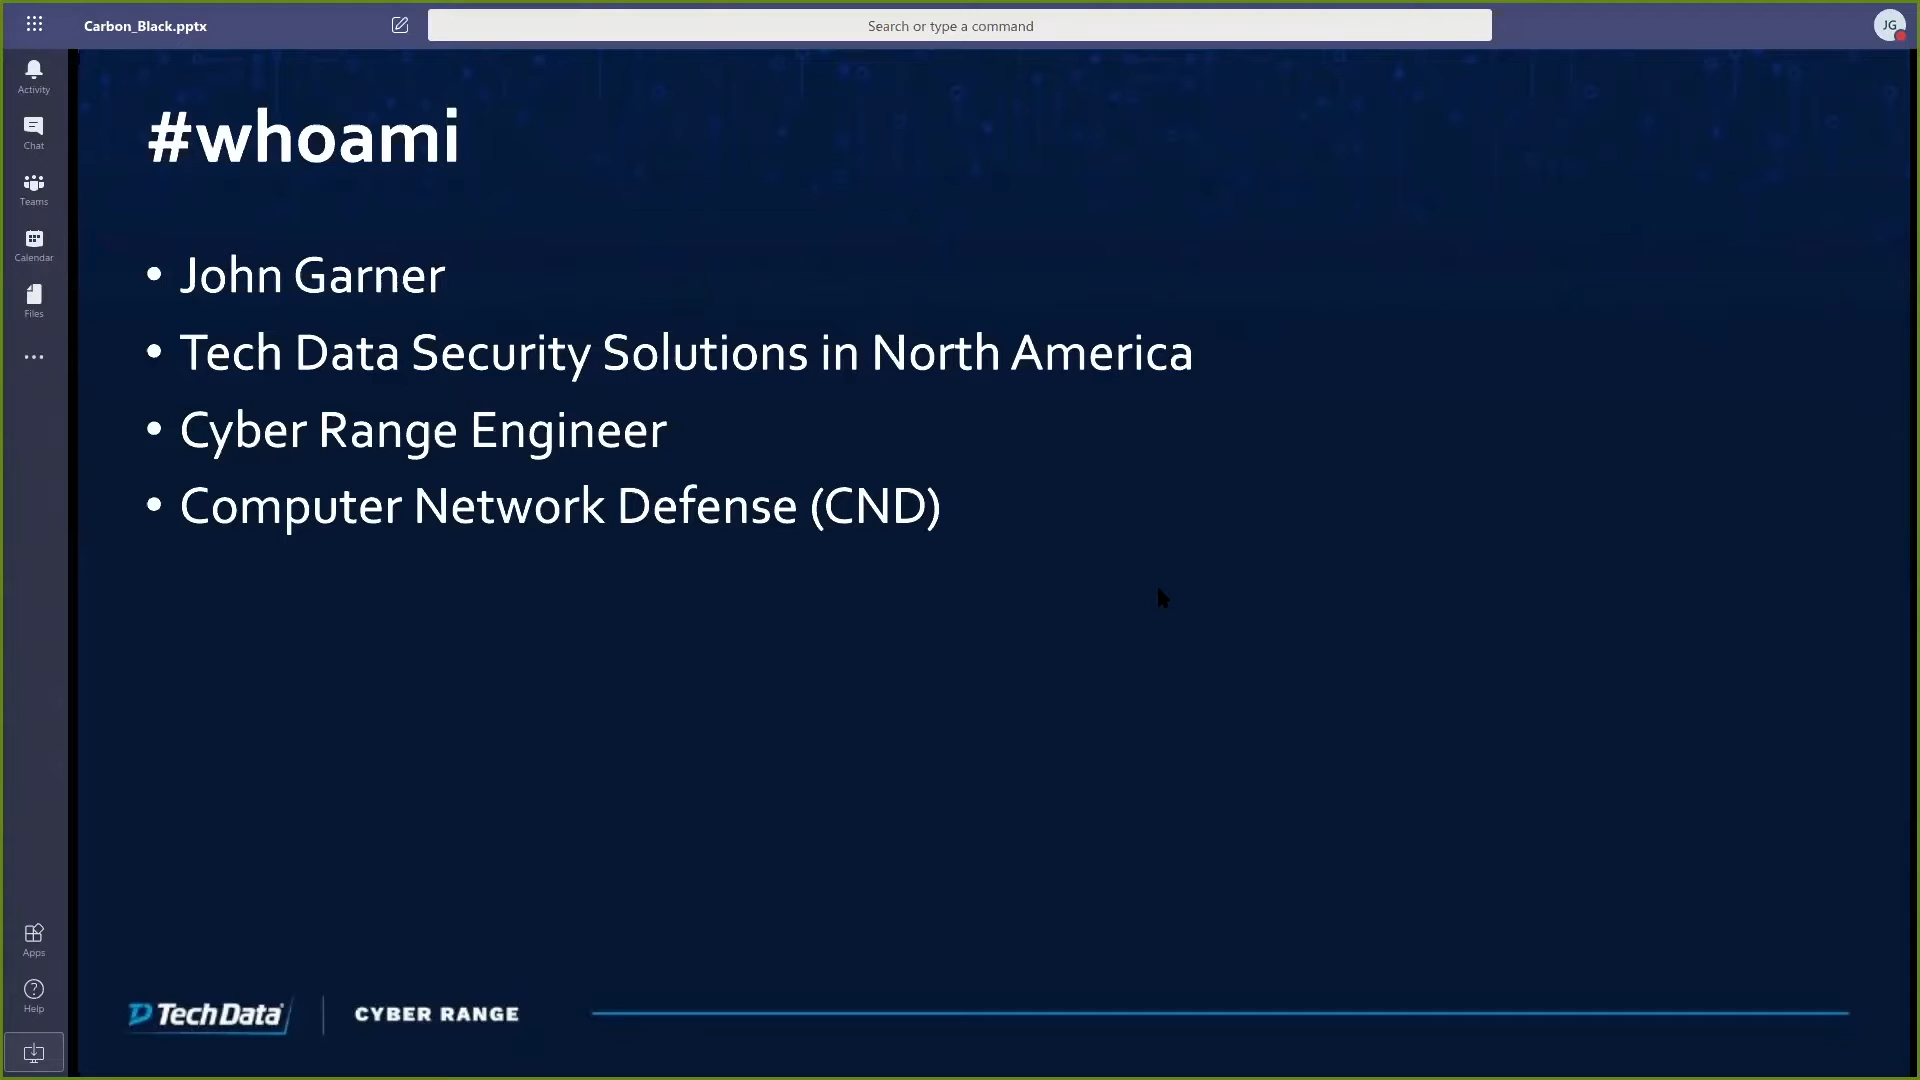 Carbon_Black.pptx
Search or type a command
JG
Activity
Chat
Teams
Calendar
Files
Apps
Help
#whoami
• John Garner
• Tech Data Security Solutions in North America
• Cyber Range Engineer
• Computer Network Defense (CND)
TechData
CYBER RANGE